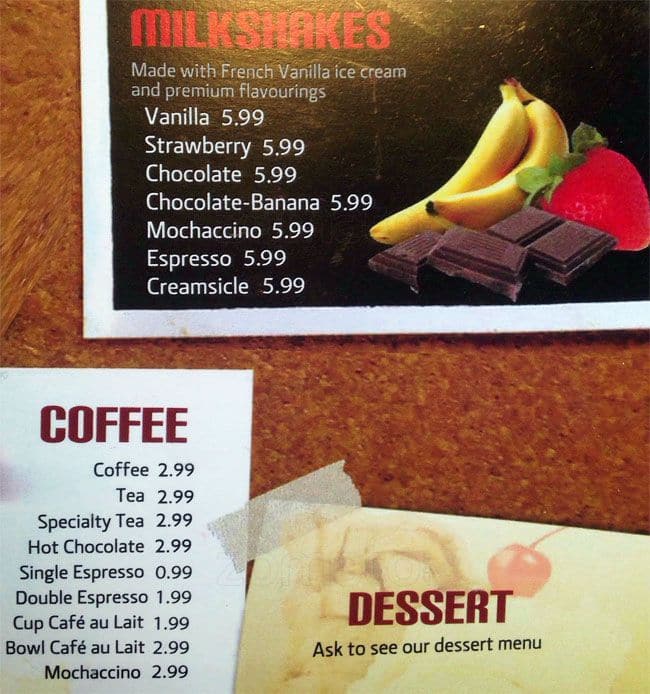 MILKSHAKES
Made with French Vanilla ice cream
and premium flavourings
Vanilla 5.99
Strawberry 5.99
Chocolate 5.99
Chocolate-Banana 5.99
Mochaccino 5.99
Espresso 5.99
Creamsicle 5.99
COFFEE
Coffee 2.99
Tea 2.99
Specialty Tea 2.99
Hot Chocolate 2.99
Single Espresso 0.99
Double Espresso 1.99
Cup Café au Lait 1.99
Bowl Café au Lait 2.99
Mochaccino 2.99
zomato
DESSERT
Ask to see our dessert menu